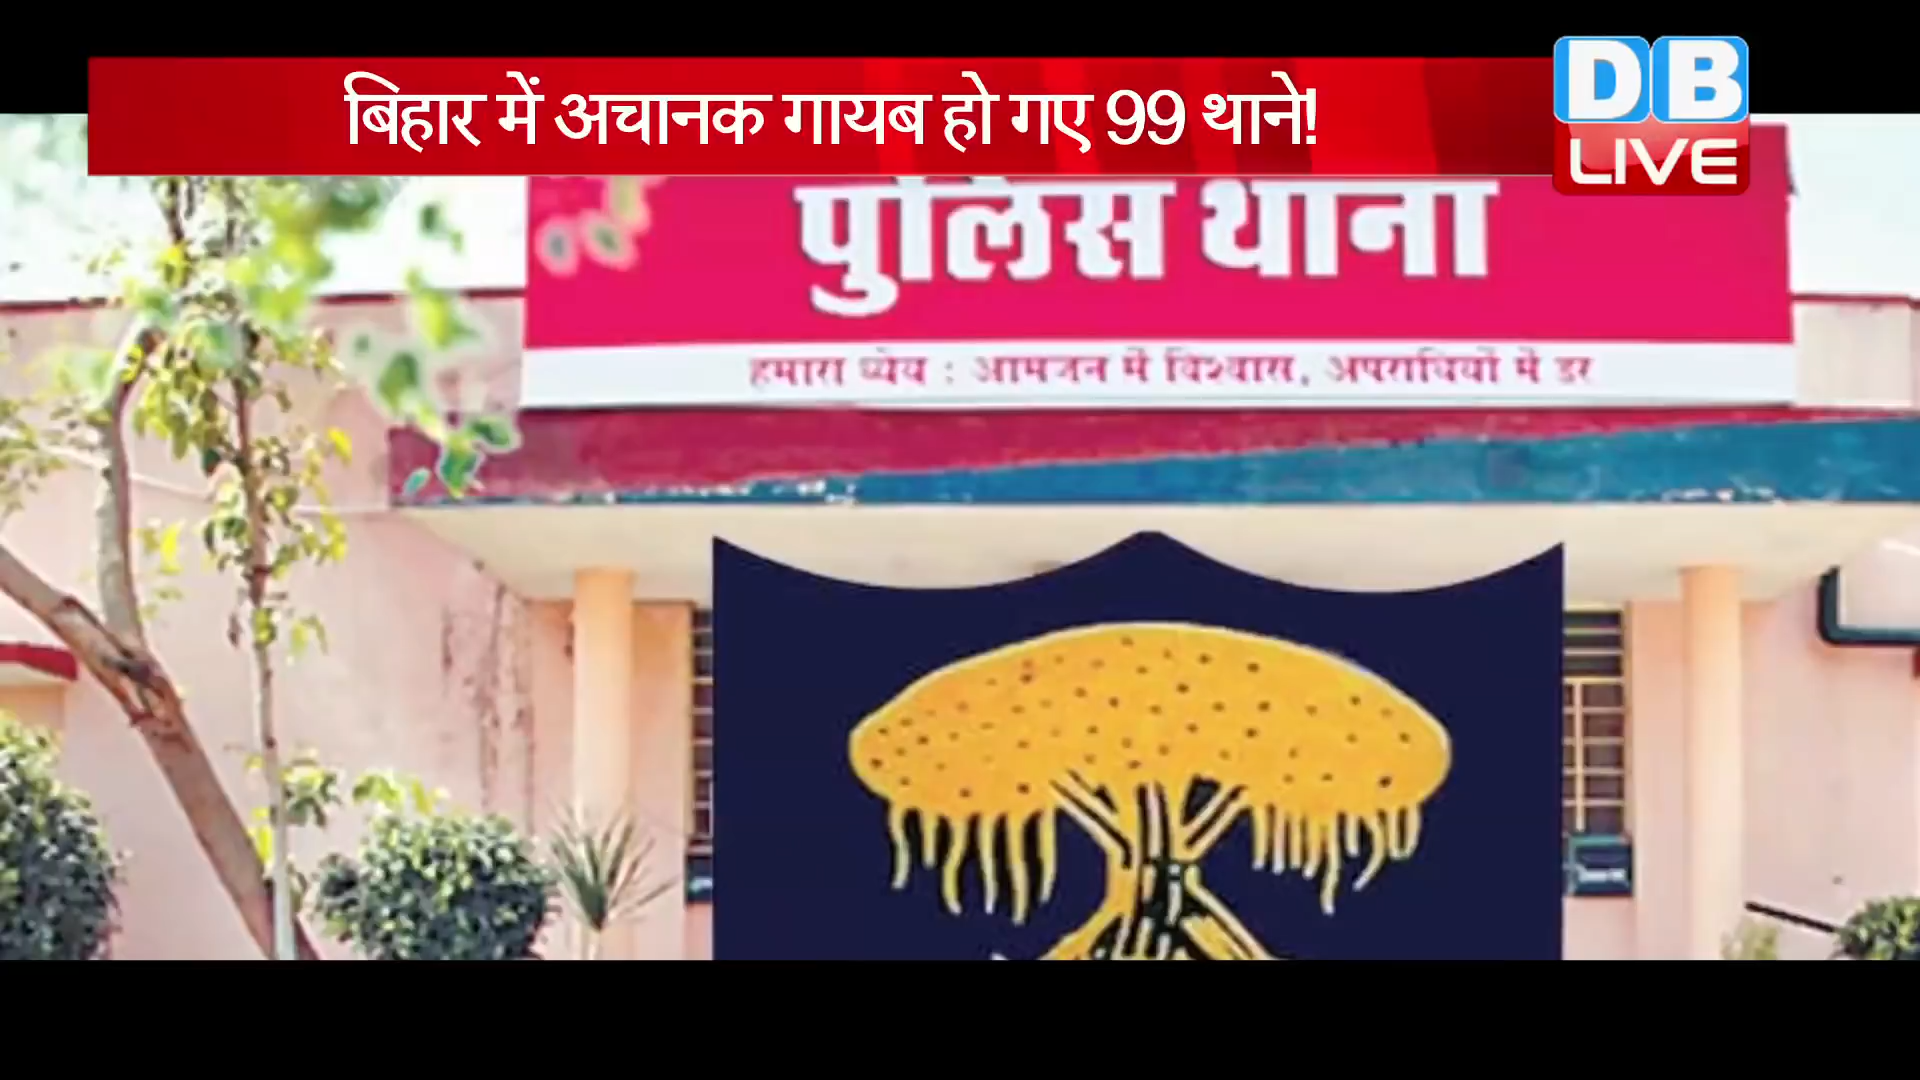 बिहार में अचानक गायब हो गए 99 थाने!
DB
LIVE
पुलिस थाना
हमारा ध्येय : आमजन में विश्वास, अपराधियों में डर